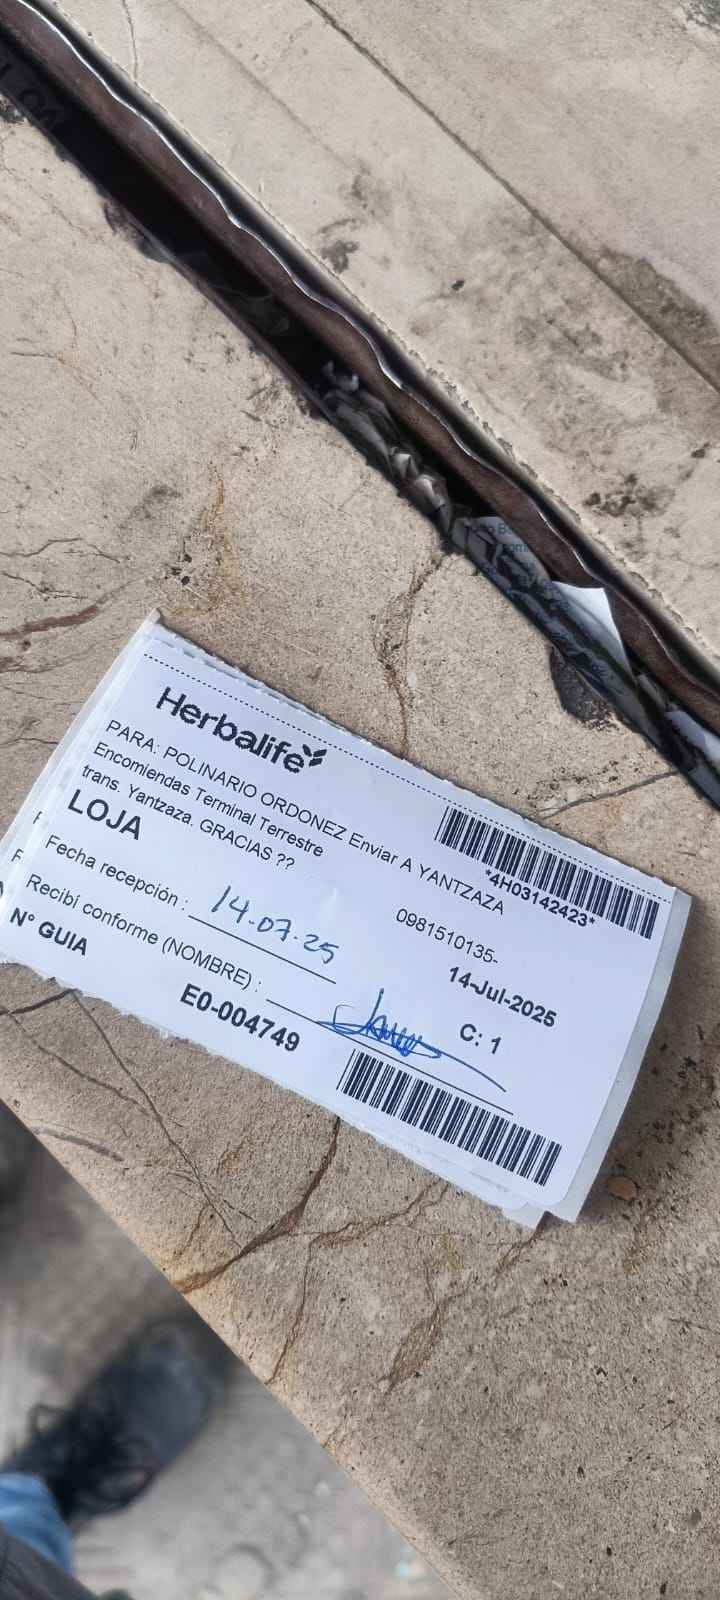 Herbalife
PARA: POLINARIO ORDONEZ Enviar A YANTZAZA
Encomiendas Terminal Terrestre
trans. Yantzaza. GRACIAS ??
LOJA
*4H03142423*
0981510135-
Fecha recepción : 14.07.25
14-Jul-2025
Recibí conforme (NOMBRE) :
C: 1
N° GUIA
E0-004749